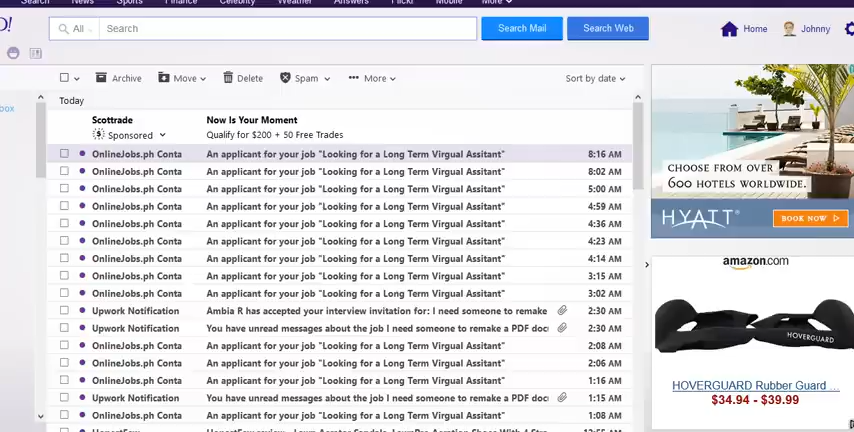 Search News Sports Finance Celebrity Weather Answers Flickr Mobile More
O!
All Search Search Mail Search Web Home Johnny
Archive Move Delete Spam More Sort by date
box
Today
Scottrade Now Is Your Moment
Sponsored Qualify for $200 + 50 Free Trades
OnlineJobs.ph Conta An applicant for your job "Looking for a Long Term Virgual Assitant" 8:16 AM
OnlineJobs.ph Conta An applicant for your job "Looking for a Long Term Virgual Assitant" 8:02 AM
OnlineJobs.ph Conta An applicant for your job "Looking for a Long Term Virgual Assitant" 5:00 AM
OnlineJobs.ph Conta An applicant for your job "Looking for a Long Term Virgual Assitant" 4:59 AM
OnlineJobs.ph Conta An applicant for your job "Looking for a Long Term Virgual Assitant" 4:36 AM
OnlineJobs.ph Conta An applicant for your job "Looking for a Long Term Virgual Assitant" 4:23 AM
OnlineJobs.ph Conta An applicant for your job "Looking for a Long Term Virgual Assitant" 4:14 AM
OnlineJobs.ph Conta An applicant for your job "Looking for a Long Term Virgual Assitant" 3:15 AM
OnlineJobs.ph Conta An applicant for your job "Looking for a Long Term Virgual Assitant" 3:02 AM
Upwork Notification Ambia R has accepted your interview invitation for: I need someone to remake 2:30 AM
Upwork Notification You have unread messages about the job I need someone to remake a PDF doc 2:30 AM
OnlineJobs.ph Conta An applicant for your job "Looking for a Long Term Virgual Assitant" 2:08 AM
OnlineJobs.ph Conta An applicant for your job "Looking for a Long Term Virgual Assitant" 2:06 AM
OnlineJobs.ph Conta An applicant for your job "Looking for a Long Term Virgual Assitant" 1:16 AM
Upwork Notification You have unread messages about the job I need someone to remake a PDF doc 1:15 AM
OnlineJobs.ph Conta An applicant for your job "Looking for a Long Term Virgual Assitant" 1:08 AM
CHOOSE FROM OVER
600 HOTELS WORLDWIDE.
HYATT BOOK NOW
amazon.com
HOVERGUARD
HOVERGUARD Rubber Guard ...
$34.94 - $39.99